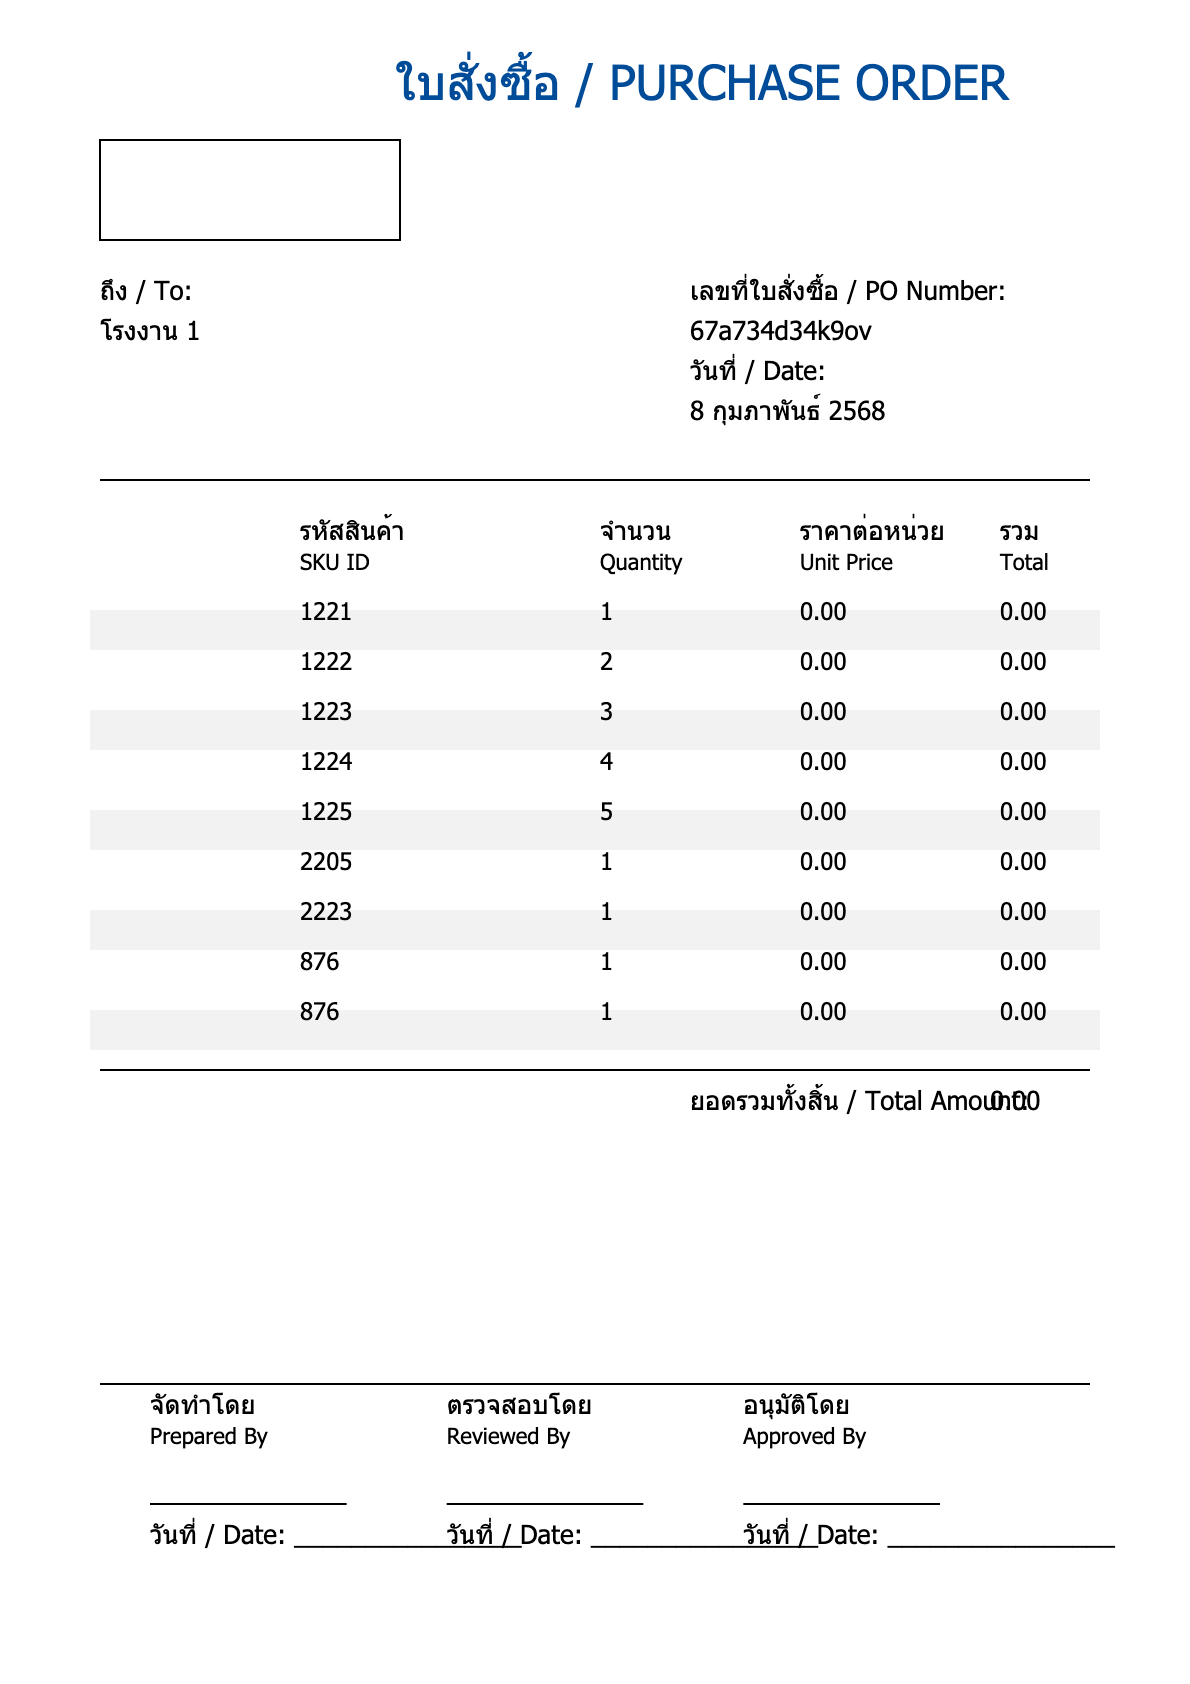 ใบสั่งซื้อ / PURCHASE ORDER
ถึง / To:
โรงงาน 1
เลขที่ใบสั่งซื้อ / PO Number:
67a734d34k9ov
วันที่ / Date:
8 กุมภาพันธ์ 2568
รหัสสินค้า จำนวน ราคาต่อหน่วย รวม
SKU ID Quantity Unit Price Total
1221 1 0.00 0.00
1222 2 0.00 0.00
1223 3 0.00 0.00
1224 4 0.00 0.00
1225 5 0.00 0.00
2205 1 0.00 0.00
2223 1 0.00 0.00
876 1 0.00 0.00
876 1 0.00 0.00
ยอดรวมทั้งสิ้น / Total Amount: 0.00
จัดทำโดย ตรวจสอบโดย อนุมัติโดย
Prepared By Reviewed By Approved By
วันที่ / Date: ________________ วันที่ / Date: ________________ วันที่ / Date: ________________